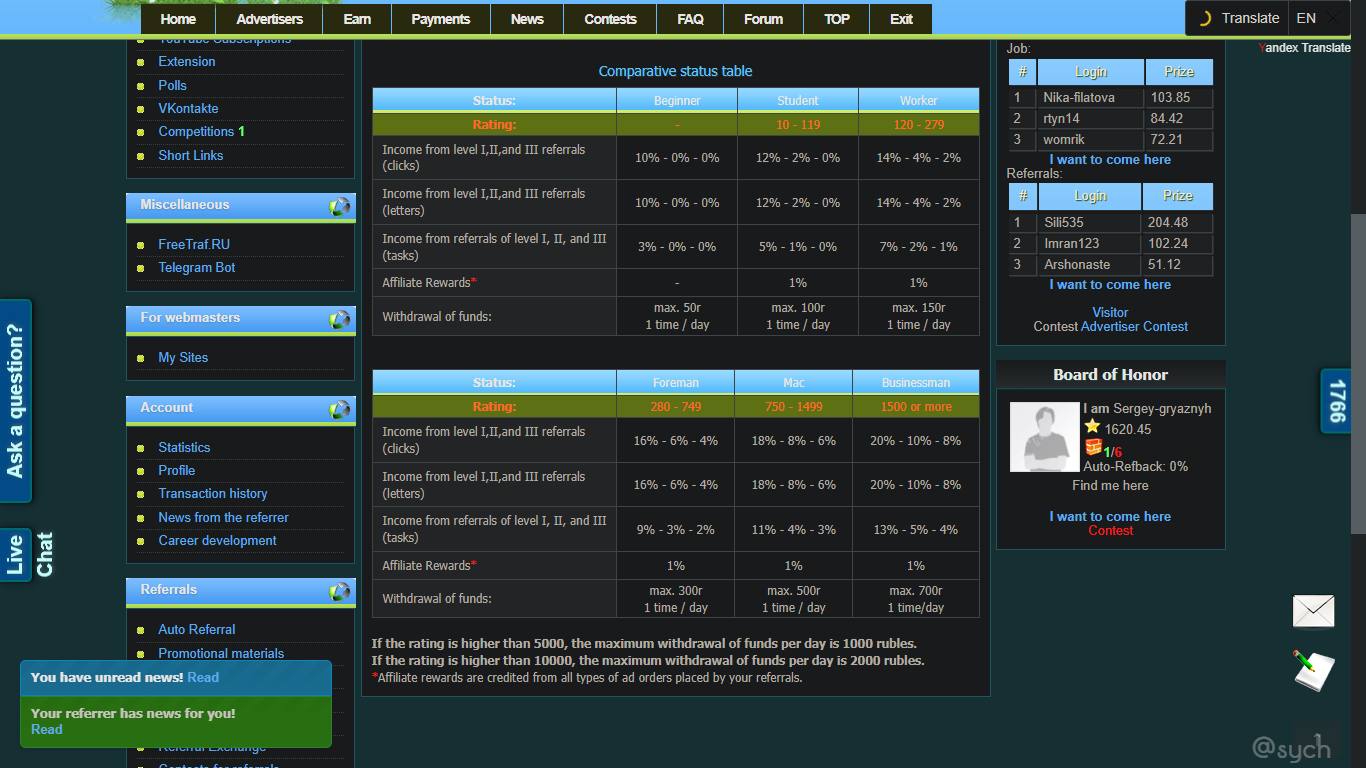 Home Advertisers Earn Payments News Contests FAQ Forum TOP Exit
Translate EN
Yandex Translate
YouTube Subscriptions
Extension
Polls
VKontakte
Competitions 1
Short Links
Miscellaneous
FreeTraf.RU
Telegram Bot
For webmasters
My Sites
Account
Statistics
Profile
Transaction history
News from the referrer
Career development
Referrals
Auto Referral
Promotional materials
Referral Exchange
Contests for referrals
Ask a question?
Live
Chat
You have unread news! Read
Your referrer has news for you!
Read
Comparative status table
Status: Beginner Student Worker
Rating: - 10 - 119 120 - 279
Income from level I,II,and III referrals
(clicks) 10% - 0% - 0% 12% - 2% - 0% 14% - 4% - 2%
Income from level I,II,and III referrals
(letters) 10% - 0% - 0% 12% - 2% - 0% 14% - 4% - 2%
Income from referrals of level I, II, and III
(tasks) 3% - 0% - 0% 5% - 1% - 0% 7% - 2% - 1%
Affiliate Rewards* - 1% 1%
Withdrawal of funds: max. 50r max. 100r max. 150r
1 time / day 1 time / day 1 time / day
Status: Foreman Mac Businessman
Rating: 280 - 749 750 - 1499 1500 or more
Income from level I,II,and III referrals
(clicks) 16% - 6% - 4% 18% - 8% - 6% 20% - 10% - 8%
Income from level I,II,and III referrals
(letters) 16% - 6% - 4% 18% - 8% - 6% 20% - 10% - 8%
Income from referrals of level I, II, and III
(tasks) 9% - 3% - 2% 11% - 4% - 3% 13% - 5% - 4%
Affiliate Rewards* 1% 1% 1%
Withdrawal of funds: max. 300r max. 500r max. 700r
1 time / day 1 time / day 1 time/day
If the rating is higher than 5000, the maximum withdrawal of funds per day is 1000 rubles.
If the rating is higher than 10000, the maximum withdrawal of funds per day is 2000 rubles.
*Affiliate rewards are credited from all types of ad orders placed by your referrals.
Job:
# Login Prize
1 Nika-filatova 103.85
2 rtyn14 84.42
3 womrik 72.21
I want to come here
Referrals:
# Login Prize
1 Sili535 204.48
2 Imran123 102.24
3 Arshonaste 51.12
I want to come here
Visitor
Contest Advertiser Contest
Board of Honor
I am Sergey-gryaznyh
1620.45
1/6
Auto-Refback: 0%
Find me here
I want to come here
Contest
1766
@sych